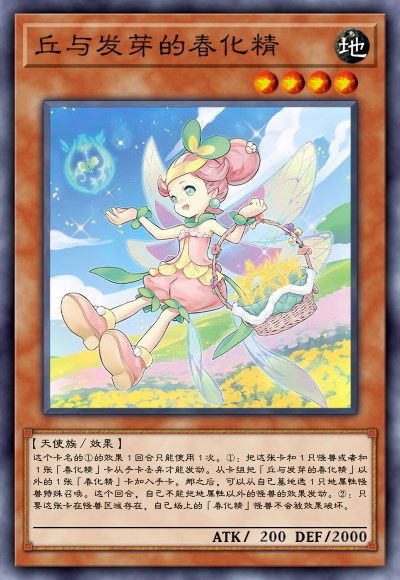 丘与发芽的春化精
地
【天使族／效果】
这个卡名的①的效果1回合只能使用1次。①：把这张卡和1只怪兽或者和
1张「春化精」卡从手卡丢弃才能发动。从卡组把「丘与发芽的春化精」以
外的1张「春化精」卡加入手卡。那之后，可以从自己墓地选1只地属性怪
兽特殊召唤。这个回合，自己不能把地属性以外的怪兽的效果发动。②：只
要这张卡在怪兽区域存在，自己场上的「春化精」怪兽不会被效果破坏。
ATK/ 200 DEF/2000